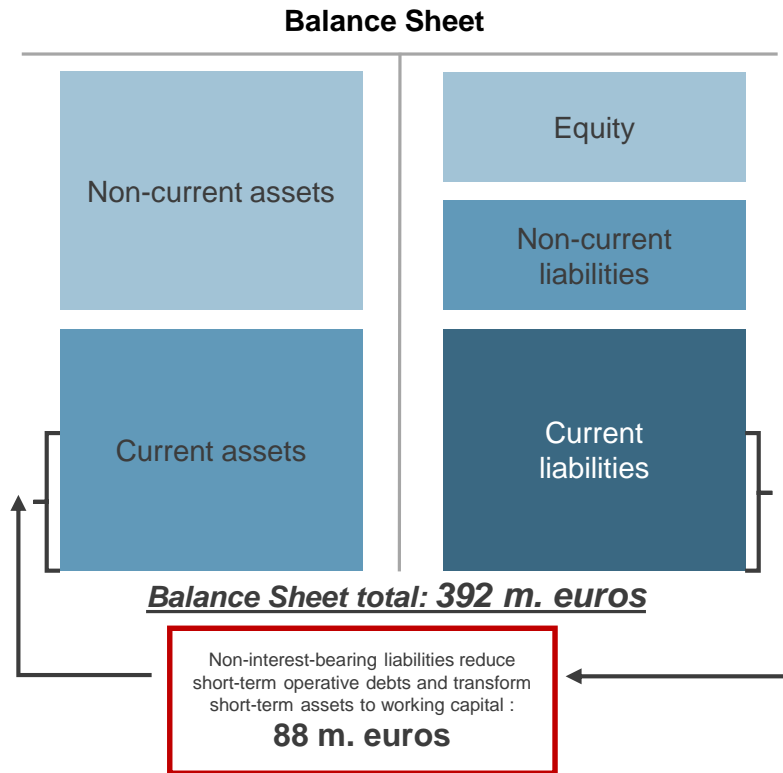 Balance Sheet
Non-current assets
Current assets
Equity
Non-current
liabilities
Current
liabilities
Balance Sheet total: 392 m. euros
Non-interest-bearing liabilities reduce
short-term operative debts and transform
short-term assets to working capital :
88 m. euros